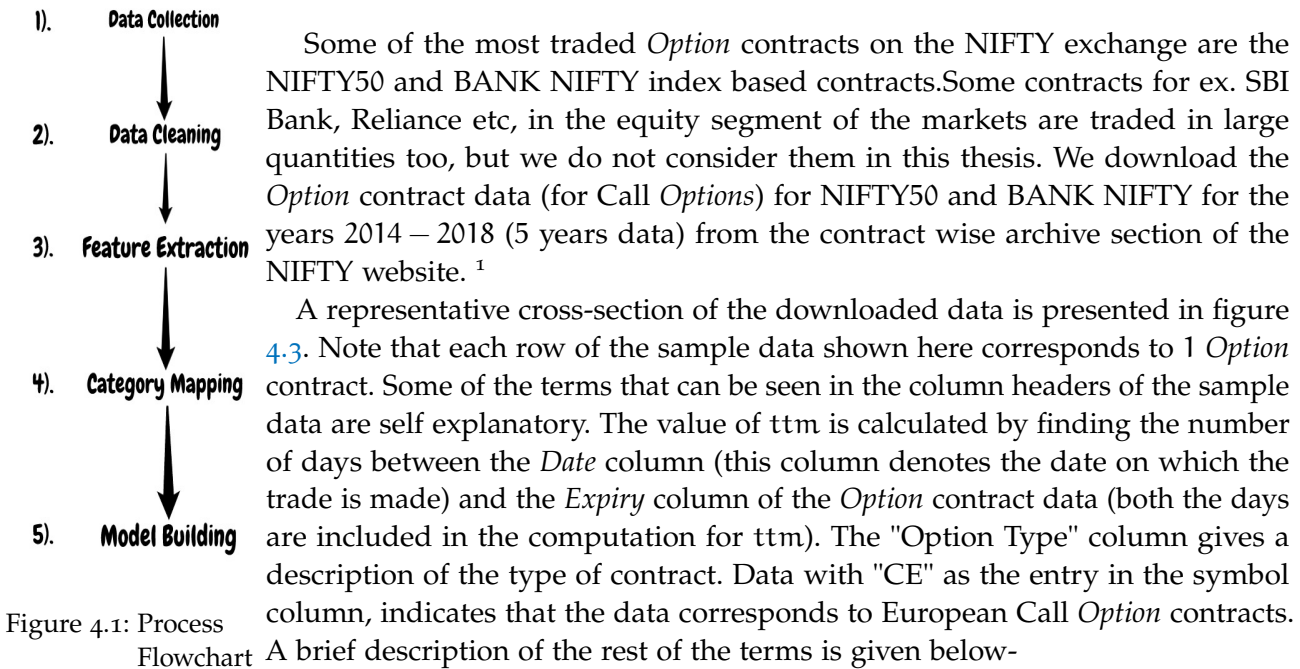 1). Data Collection
2). Data Cleaning
3). Feature Extraction
4). Category Mapping
5). Model Building
Figure 4.1: Process
Flowchart
Some of the most traded Option contracts on the NIFTY exchange are the
NIFTY50 and BANK NIFTY index based contracts.Some contracts for ex. SBI
Bank, Reliance etc, in the equity segment of the markets are traded in large
quantities too, but we do not consider them in this thesis. We download the
Option contract data (for Call Options) for NIFTY50 and BANK NIFTY for the
years 2014 – 2018 (5 years data) from the contract wise archive section of the
NIFTY website. ¹
A representative cross-section of the downloaded data is presented in figure
4.3. Note that each row of the sample data shown here corresponds to 1 Option
contract. Some of the terms that can be seen in the column headers of the sample
data are self explanatory. The value of ttm is calculated by finding the number
of days between the Date column (this column denotes the date on which the
trade is made) and the Expiry column of the Option contract data (both the days
are included in the computation for ttm). The "Option Type" column gives a
description of the type of contract. Data with "CE" as the entry in the symbol
column, indicates that the data corresponds to European Call Option contracts.
A brief description of the rest of the terms is given below-